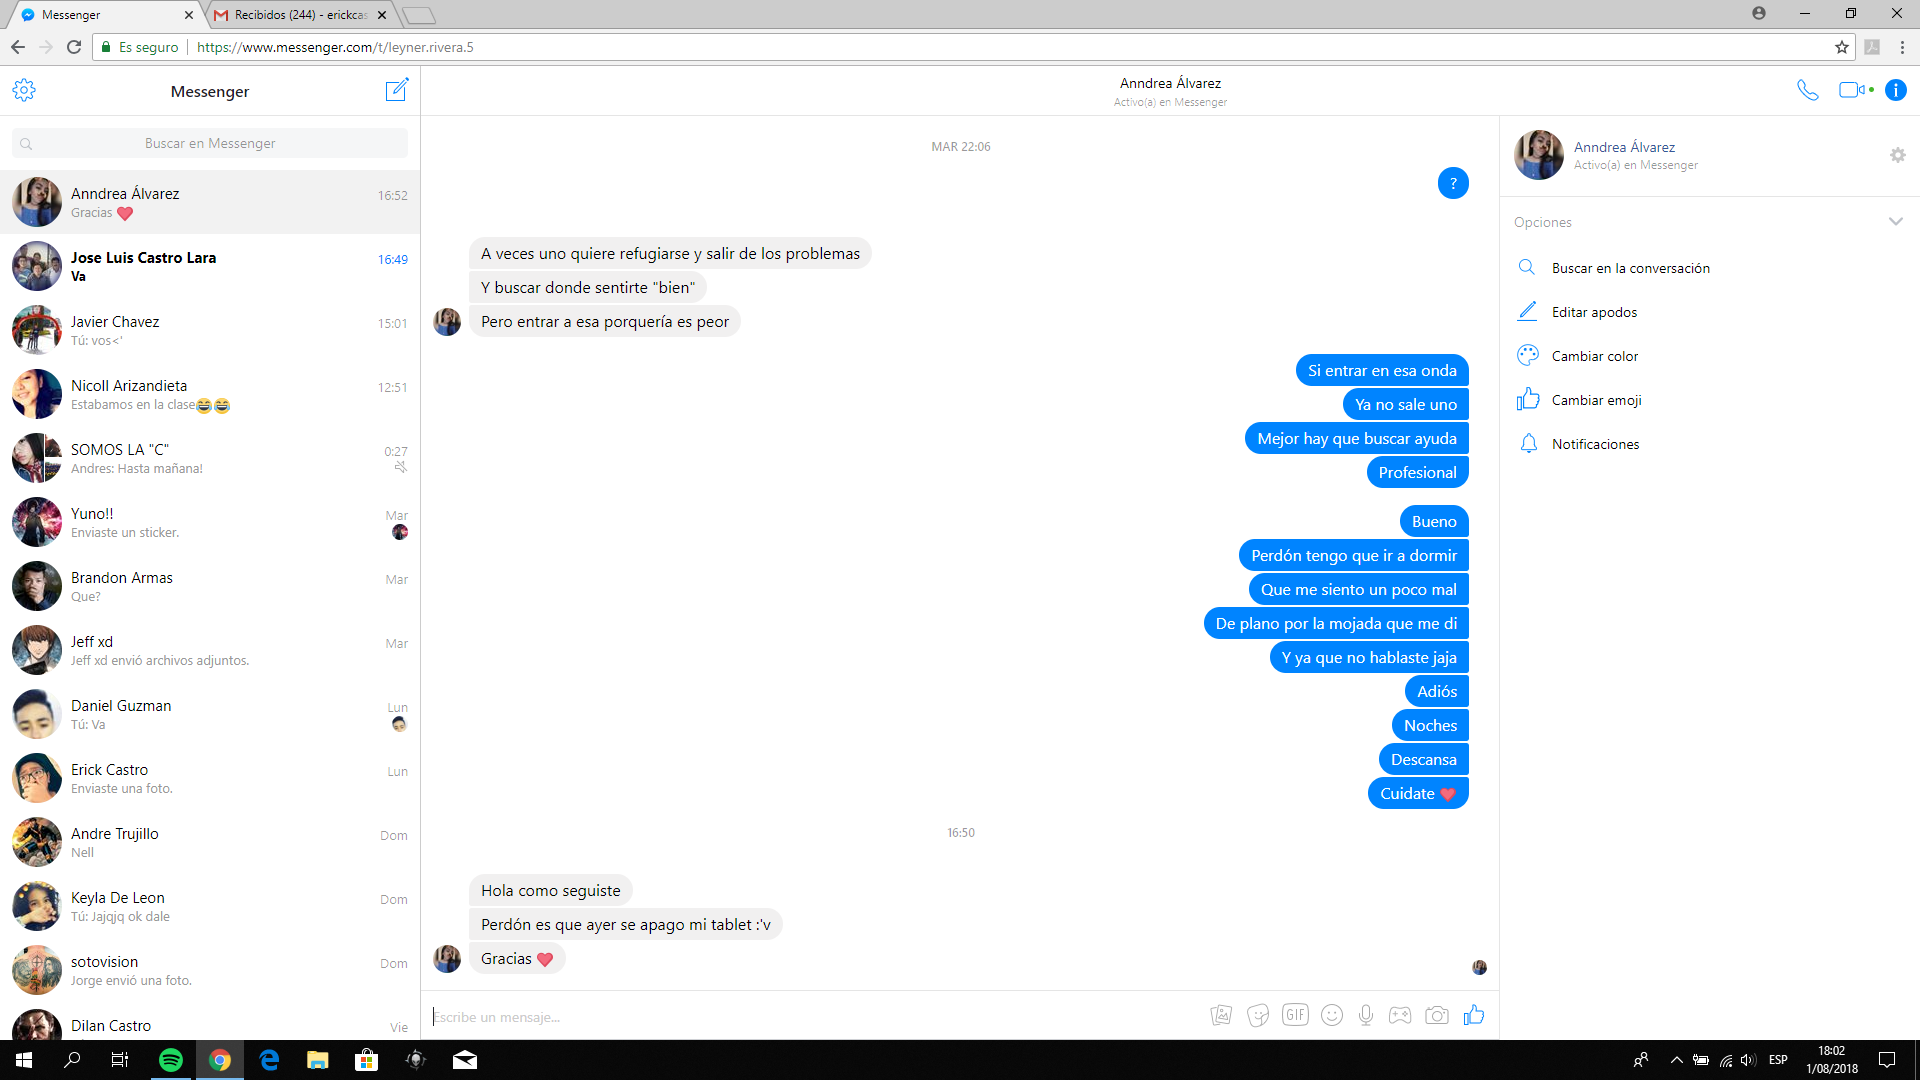 Messenger
Recibidos (244) - erickcas
Es seguro
https://www.messenger.com/t/leyner.rivera.5
Messenger
Buscar en Messenger
Anndrea Álvarez
16:52
Gracias ❤
Jose Luis Castro Lara
16:49
Va
Javier Chavez
15:01
Tú: vos<'
Nicoll Arizandieta
12:51
Estabamos en la clase😂😂
SOMOS LA "C"
0:27
Andres: Hasta mañana!
Yuno!!
Mar
Enviaste un sticker.
Brandon Armas
Mar
Que?
Jeff xd
Mar
Jeff xd envió archivos adjuntos.
Daniel Guzman
Lun
Tú: Va
Erick Castro
Lun
Enviaste una foto.
Andre Trujillo
Dom
Nell
Keyla De Leon
Dom
Tú: Jajqjq ok dale
sotovision
Dom
Jorge envió una foto.
Dilan Castro
Vie
Anndrea Álvarez
Activo(a) en Messenger
MAR 22:06
?
A veces uno quiere refugiarse y salir de los problemas
Y buscar donde sentirte "bien"
Pero entrar a esa porquería es peor
Si entrar en esa onda
Ya no sale uno
Mejor hay que buscar ayuda
Profesional
Bueno
Perdón tengo que ir a dormir
Que me siento un poco mal
De plano por la mojada que me di
Y ya que no hablaste jaja
Adiós
Noches
Descansa
Cuidate ❤
16:50
Hola como seguiste
Perdón es que ayer se apago mi tablet :'v
Gracias ❤
Escribe un mensaje...
GIF
Anndrea Álvarez
Activo(a) en Messenger
Opciones
Buscar en la conversación
Editar apodos
Cambiar color
Cambiar emoji
Notificaciones
ESP
18:02
1/08/2018